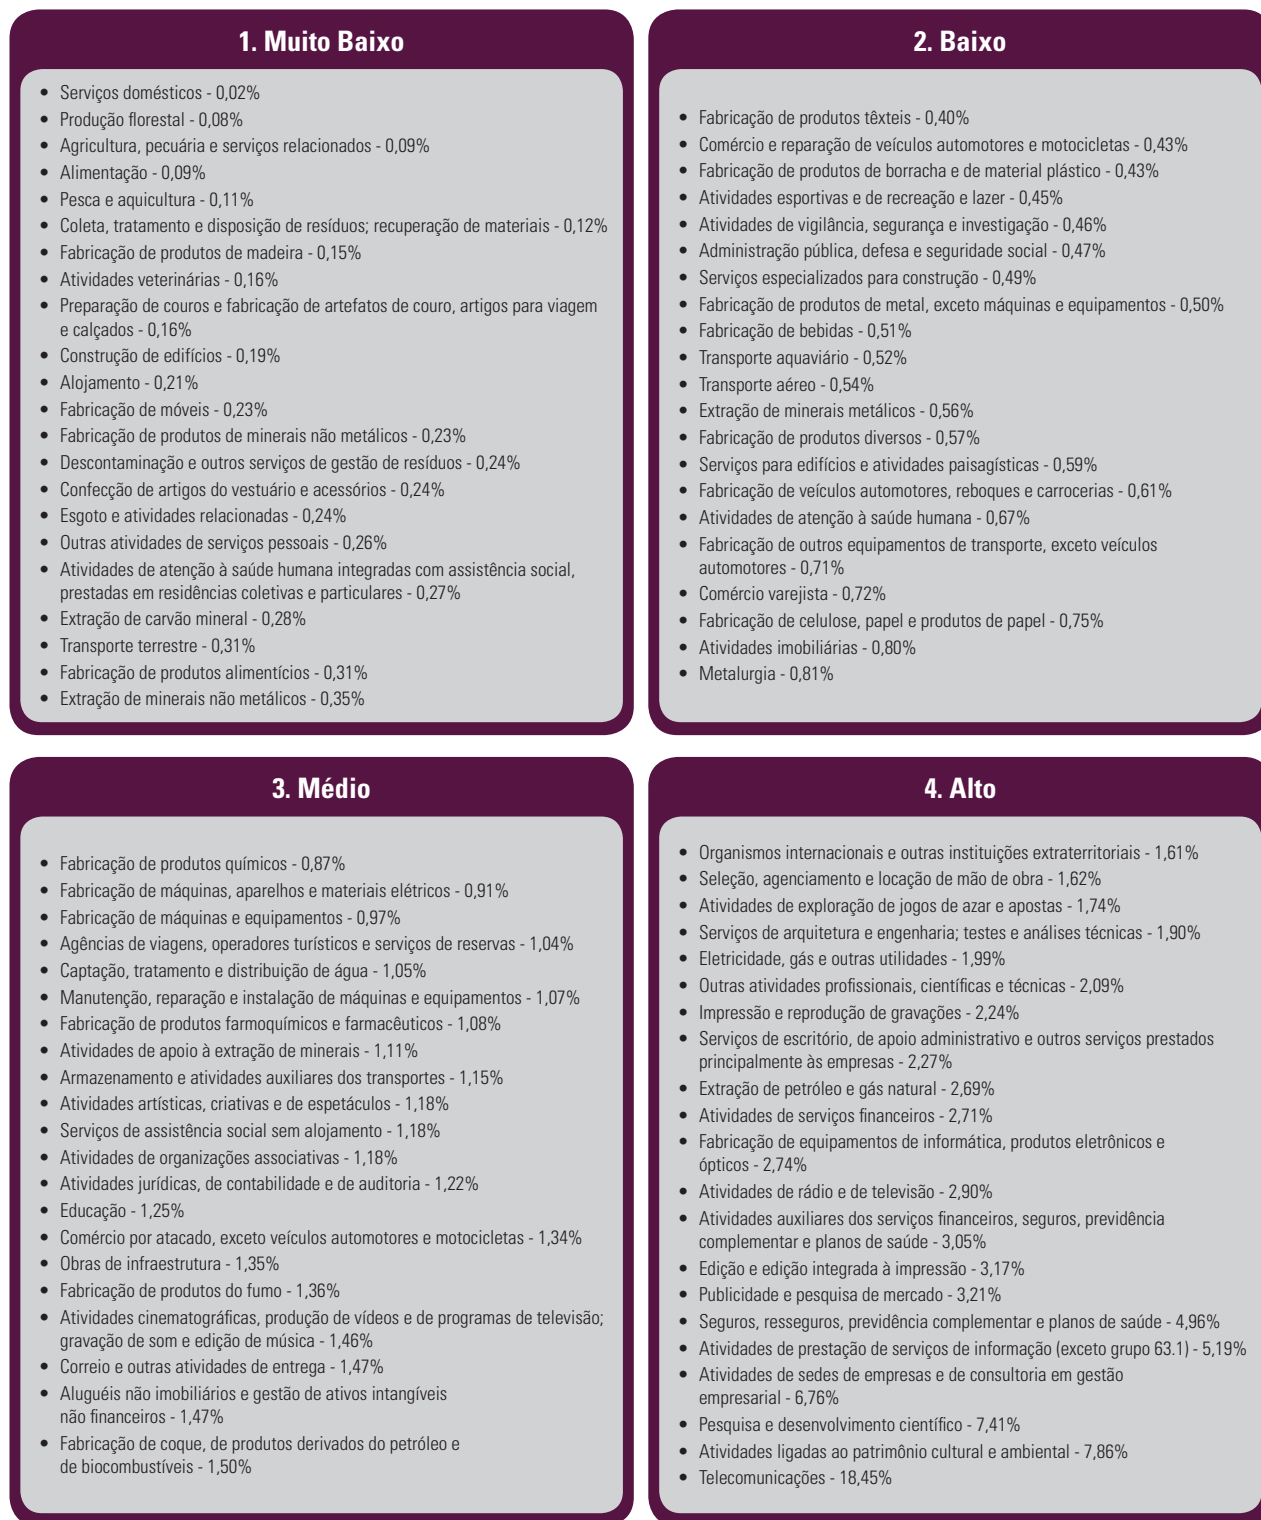 1. Muito Baixo
• Serviços domésticos - 0,02%
• Produção florestal - 0,08%
• Agricultura, pecuária e serviços relacionados - 0,09%
• Alimentação - 0,09%
• Pesca e aquicultura - 0,11%
• Coleta, tratamento e disposição de resíduos; recuperação de materiais - 0,12%
• Fabricação de produtos de madeira - 0,15%
• Atividades veterinárias - 0,16%
• Preparação de couros e fabricação de artefatos de couro, artigos para viagem
e calçados - 0,16%
• Construção de edifícios - 0,19%
• Alojamento - 0,21%
• Fabricação de móveis - 0,23%
• Fabricação de produtos de minerais não metálicos - 0,23%
• Descontaminação e outros serviços de gestão de resíduos - 0,24%
• Confecção de artigos do vestuário e acessórios - 0,24%
• Esgoto e atividades relacionadas - 0,24%
• Outras atividades de serviços pessoais - 0,26%
• Atividades de atenção à saúde humana integradas com assistência social,
prestadas em residências coletivas e particulares - 0,27%
• Extração de carvão mineral - 0,28%
• Transporte terrestre - 0,31%
• Fabricação de produtos alimentícios - 0,31%
• Extração de minerais não metálicos - 0,35%
2. Baixo
• Fabricação de produtos têxteis - 0,40%
• Comércio e reparação de veículos automotores e motocicletas - 0,43%
• Fabricação de produtos de borracha e de material plástico - 0,43%
• Atividades esportivas e de recreação e lazer - 0,45%
• Atividades de vigilância, segurança e investigação - 0,46%
• Administração pública, defesa e seguridade social - 0,47%
• Serviços especializados para construção - 0,49%
• Fabricação de produtos de metal, exceto máquinas e equipamentos - 0,50%
• Fabricação de bebidas - 0,51%
• Transporte aquaviário - 0,52%
• Transporte aéreo - 0,54%
• Extração de minerais metálicos - 0,56%
• Fabricação de produtos diversos - 0,57%
• Serviços para edifícios e atividades paisagísticas - 0,59%
• Fabricação de veículos automotores, reboques e carrocerias - 0,61%
• Atividades de atenção à saúde humana - 0,67%
• Fabricação de outros equipamentos de transporte, exceto veículos
automotores - 0,71%
• Comércio varejista - 0,72%
• Fabricação de celulose, papel e produtos de papel - 0,75%
• Atividades imobiliárias - 0,80%
• Metalurgia - 0,81%
3. Médio
• Fabricação de produtos químicos - 0,87%
• Fabricação de máquinas, aparelhos e materiais elétricos - 0,91%
• Fabricação de máquinas e equipamentos - 0,97%
• Agências de viagens, operadores turísticos e serviços de reservas - 1,04%
• Captação, tratamento e distribuição de água - 1,05%
• Manutenção, reparação e instalação de máquinas e equipamentos - 1,07%
• Fabricação de produtos farmoquímicos e farmacêuticos - 1,08%
• Atividades de apoio à extração de minerais - 1,11%
• Armazenamento e atividades auxiliares dos transportes - 1,15%
• Atividades artísticas, criativas e de espetáculos - 1,18%
• Serviços de assistência social sem alojamento - 1,18%
• Atividades de organizações associativas - 1,18%
• Atividades jurídicas, de contabilidade e de auditoria - 1,22%
• Educação - 1,25%
• Comércio por atacado, exceto veículos automotores e motocicletas - 1,34%
• Obras de infraestrutura - 1,35%
• Fabricação de produtos do fumo - 1,36%
• Atividades cinematográficas, produção de vídeos e de programas de televisão;
gravação de som e edição de música - 1,46%
• Correio e outras atividades de entrega - 1,47%
• Aluguéis não imobiliários e gestão de ativos intangíveis
não financeiros - 1,47%
• Fabricação de coque, de produtos derivados do petróleo e
de biocombustíveis - 1,50%
4. Alto
• Organismos internacionais e outras instituições extraterritoriais - 1,61%
• Seleção, agenciamento e locação de mão de obra - 1,62%
• Atividades de exploração de jogos de azar e apostas - 1,74%
• Serviços de arquitetura e engenharia; testes e análises técnicas - 1,90%
• Eletricidade, gás e outras utilidades - 1,99%
• Outras atividades profissionais, científicas e técnicas - 2,09%
• Impressão e reprodução de gravações - 2,24%
• Serviços de escritório, de apoio administrativo e outros serviços prestados
principalmente às empresas - 2,27%
• Extração de petróleo e gás natural - 2,69%
• Atividades de serviços financeiros - 2,71%
• Fabricação de equipamentos de informática, produtos eletrônicos e
ópticos - 2,74%
• Atividades de rádio e de televisão - 2,90%
• Atividades auxiliares dos serviços financeiros, seguros, previdência
complementar e planos de saúde - 3,05%
• Edição e edição integrada à impressão - 3,17%
• Publicidade e pesquisa de mercado - 3,21%
• Seguros, resseguros, previdência complementar e planos de saúde - 4,96%
• Atividades de prestação de serviços de informação (exceto grupo 63.1) - 5,19%
• Atividades de sedes de empresas e de consultoria em gestão
empresarial - 6,76%
• Pesquisa e desenvolvimento científico - 7,41%
• Atividades ligadas ao patrimônio cultural e ambiental - 7,86%
• Telecomunicações - 18,45%